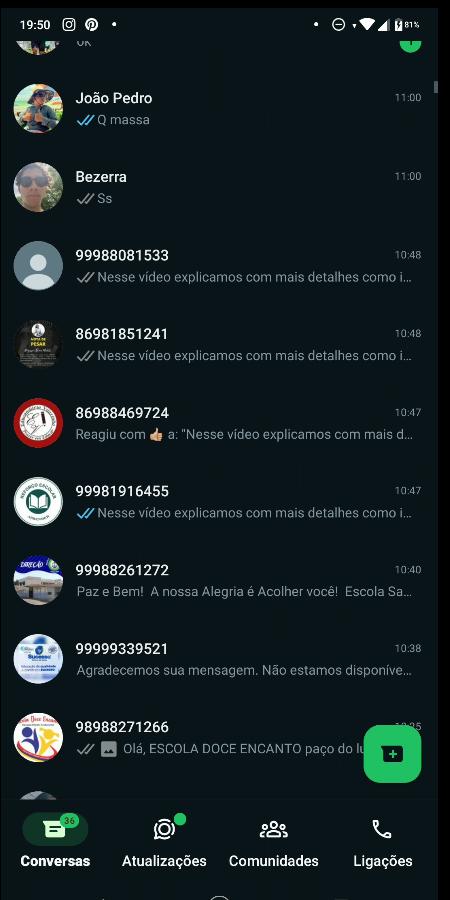 19:50
81%
OK
João Pedro 11:00
Q massa
Bezerra 11:00
Ss
99988081533 10:48
Nesse vídeo explicamos com mais detalhes como i...
86981851241 10:48
Nesse vídeo explicamos com mais detalhes como i...
86988469724 10:47
Reagiu com 👍🏼 a: "Nesse vídeo explicamos com mais d...
99981916455 10:47
Nesse vídeo explicamos com mais detalhes como i...
99988261272 10:40
Paz e Bem! A nossa Alegria é Acolher você! Escola Sa...
99999339521 10:38
Agradecemos sua mensagem. Não estamos disponíve...
98988271266
Olá, ESCOLA DOCE ENCANTO paço do lu
36
Conversas Atualizações Comunidades Ligações